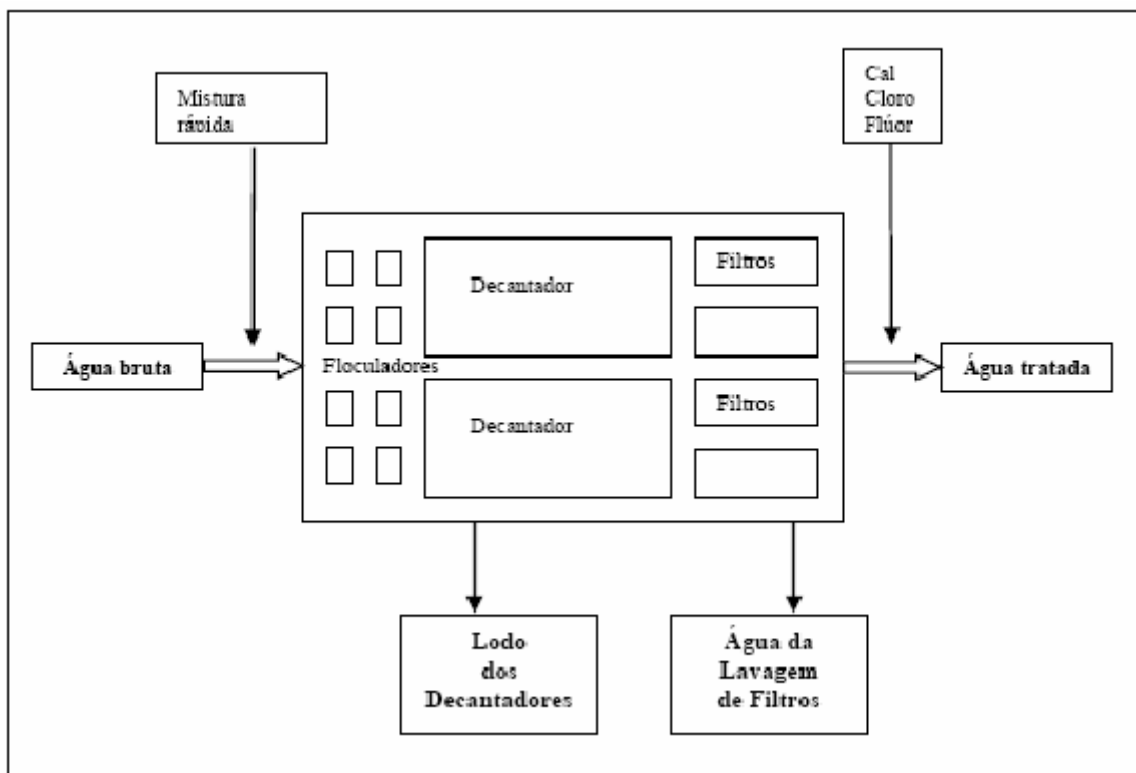 Mistura
rápida
Cal
Cloro
Flúor
Filtros
Decantador
Água bruta
Floculadores
Água tratada
Filtros
Decantador
Lodo
dos
Decantadores
Água da
Lavagem
de Filtros